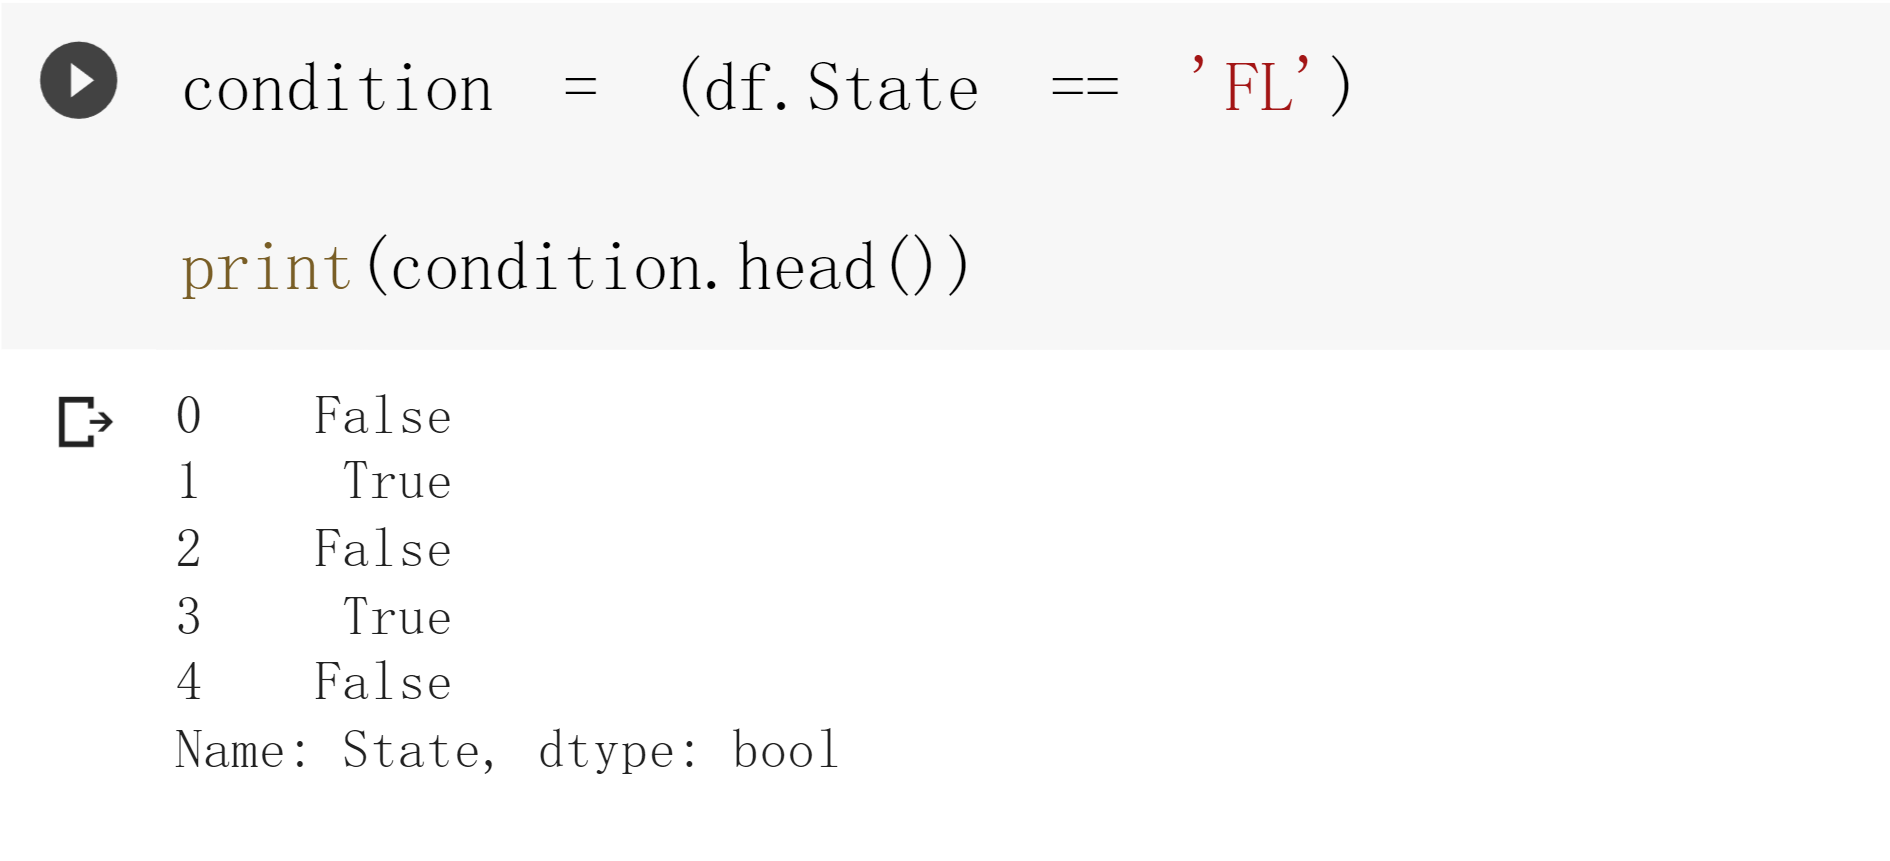 condition = (df.State == 'FL')
print(condition.head())
0    False
1     True
2    False
3     True
4    False
Name: State, dtype: bool